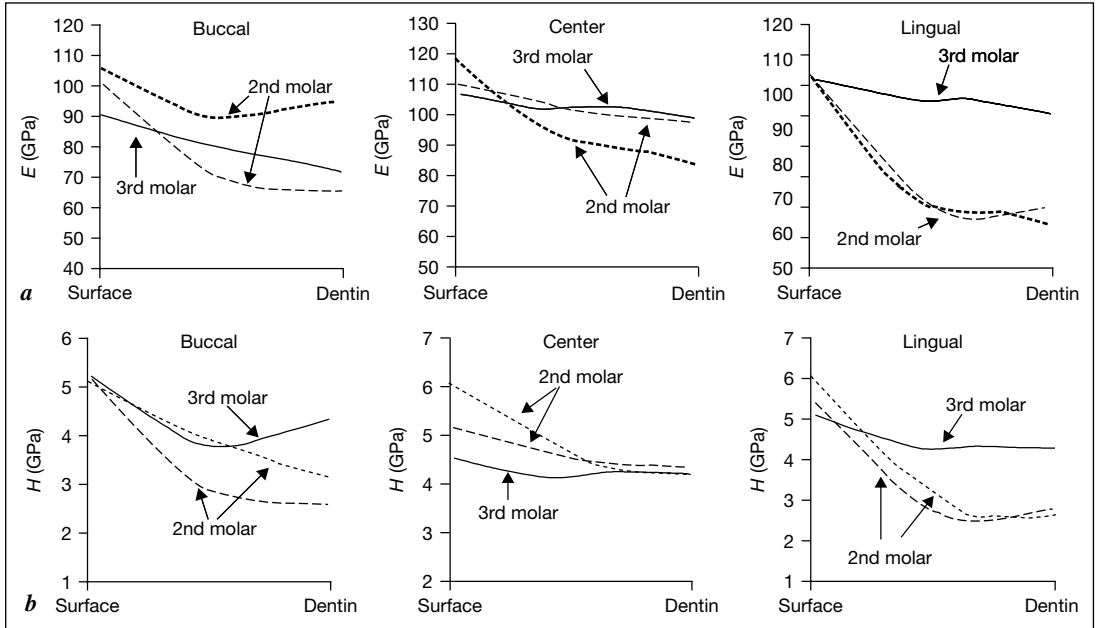 a
Buccal
E (GPa)
120
110
100
90
80
70
60
50
40
2nd molar
3rd molar
Surface
Dentin
Center
E (GPa)
130
120
110
100
90
80
70
60
50
3rd molar
2nd molar
Surface
Dentin
Lingual
E (GPa)
120
110
100
90
80
70
60
50
3rd molar
2nd molar
Surface
Dentin
b
Buccal
H (GPa)
6
5
4
3
2
1
3rd molar
2nd molar
Surface
Dentin
Center
H (GPa)
7
6
5
4
3
2
2nd molar
3rd molar
Surface
Dentin
Lingual
H (GPa)
7
6
5
4
3
2
1
3rd molar
2nd molar
Surface
Dentin